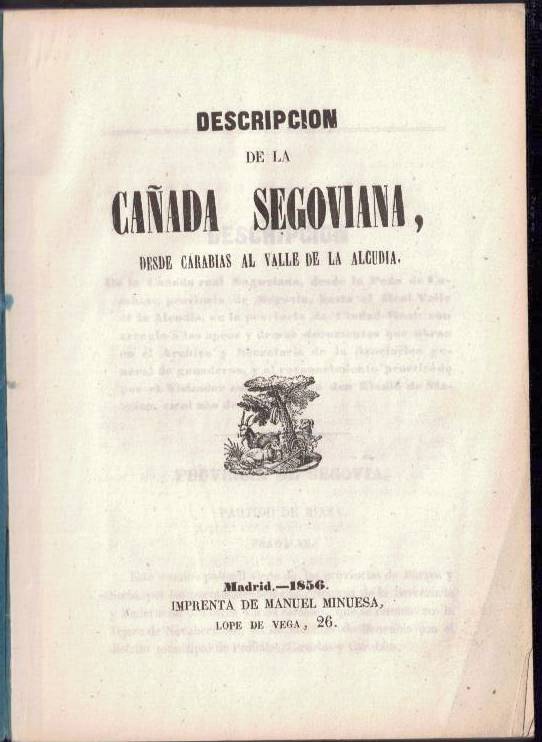 DESCRIPCION
DE LA
CAÑADA SEGOVIANA,
DESDE CARABIAS AL VALLE DE LA ALCUDIA.
Madrid.—1856.
IMPRENTA DE MANUEL MINUESA,
LOPE DE VEGA, 26.